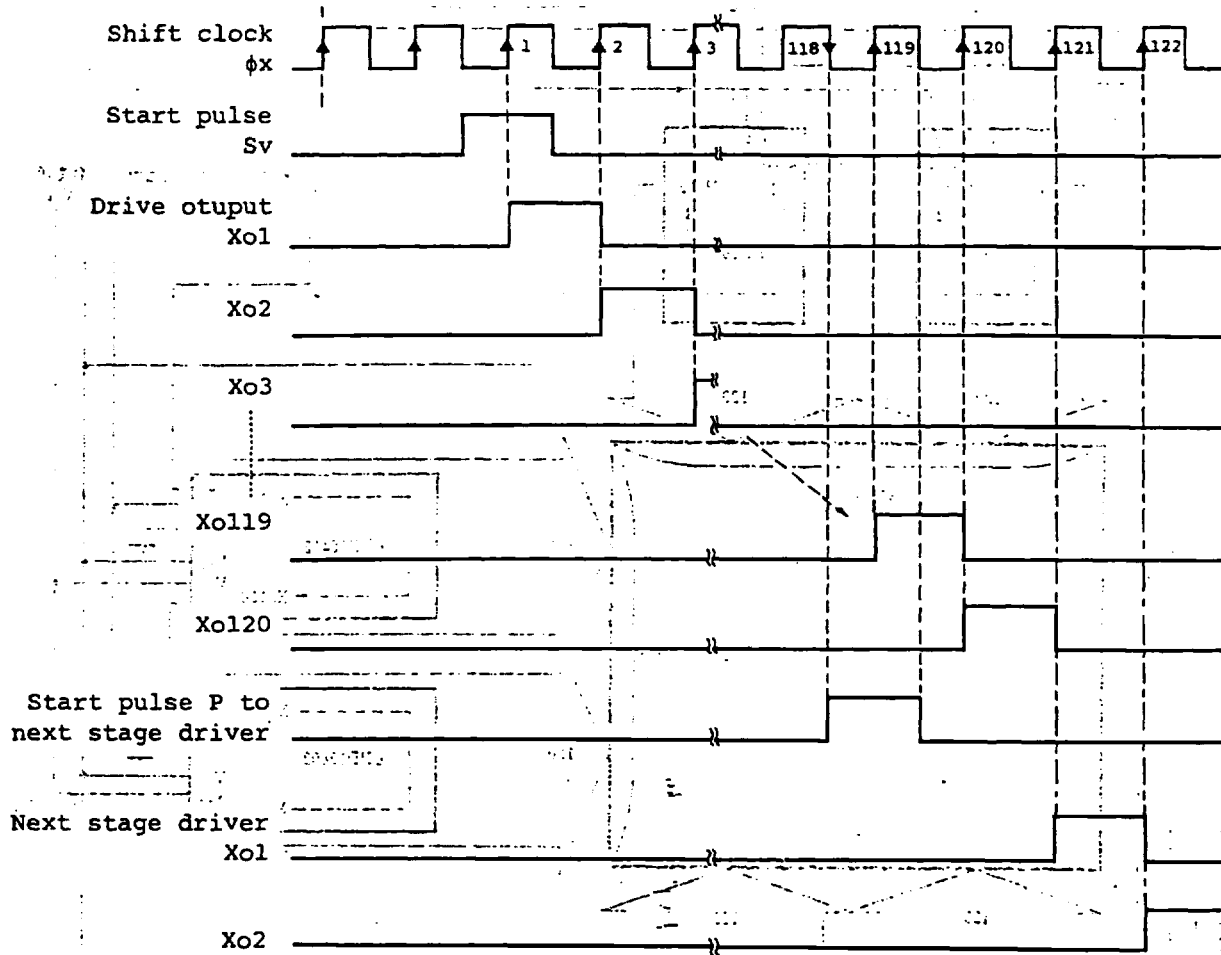 Shift clock
φx
1 2 3 118 119 120 121 122
Start pulse
Sv
Drive otuput
Xo1
Xo2
Xo3
Xo119
Xo120
Start pulse P to
next stage driver
Next stage driver
Xo1
Xo2